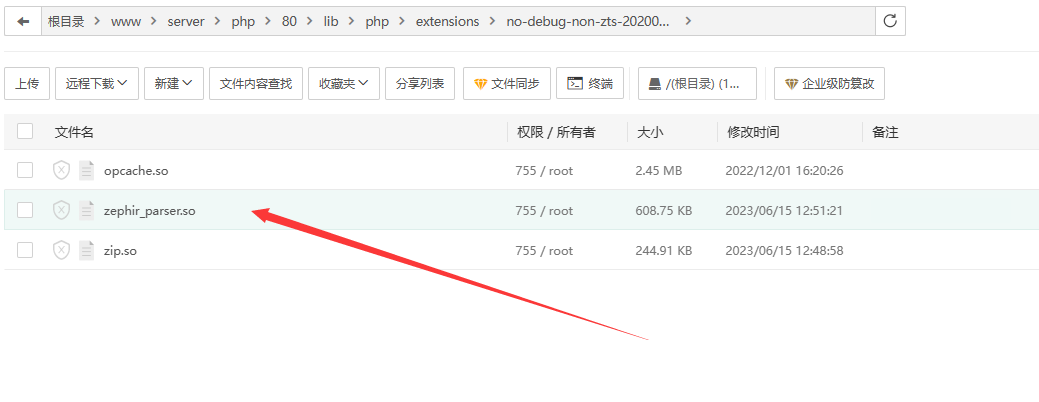 根目录 www server php 80 lib php extensions no-debug-non-zts-20200...
上传 远程下载 新建 文件内容查找 收藏夹 分享列表 文件同步 终端 /(根目录) (1... 企业级防篡改
文件名 权限 / 所有者 大小 修改时间 备注
opcache.so 755 / root 2.45 MB 2022/12/01 16:20:26
zephir_parser.so 755 / root 608.75 KB 2023/06/15 12:51:21
zip.so 755 / root 244.91 KB 2023/06/15 12:48:58